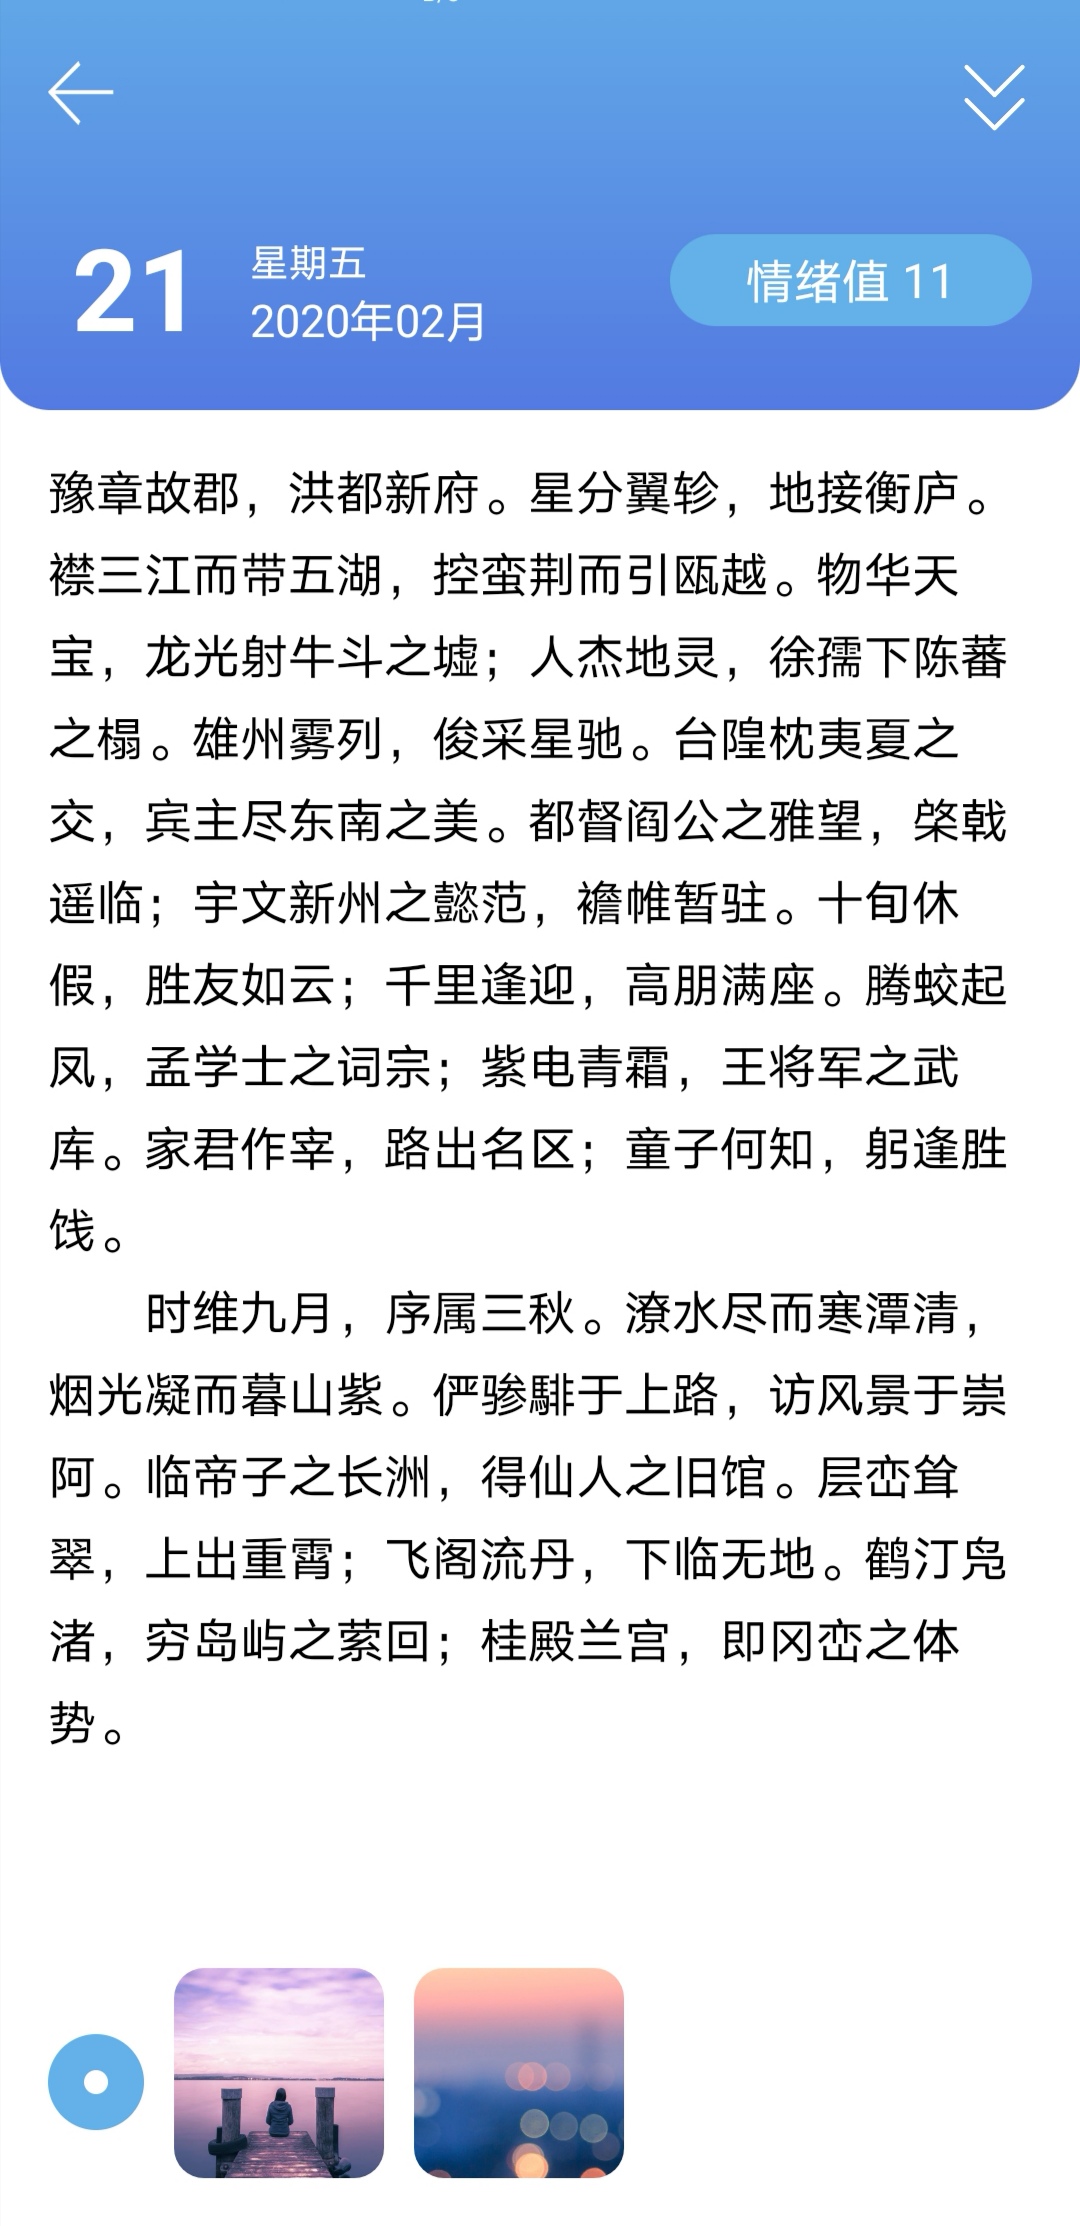 21
星期五
2020年02月
情绪值 11
豫章故郡，洪都新府。星分翼轸，地接衡庐。
襟三江而带五湖，控蛮荆而引瓯越。物华天
宝，龙光射牛斗之墟；人杰地灵，徐孺下陈蕃
之榻。雄州雾列，俊采星驰。台隍枕夷夏之
交，宾主尽东南之美。都督阎公之雅望，棨戟
遥临；宇文新州之懿范，襜帷暂驻。十旬休
假，胜友如云；千里逢迎，高朋满座。腾蛟起
凤，孟学士之词宗；紫电青霜，王将军之武
库。家君作宰，路出名区；童子何知，躬逢胜
饯。
时维九月，序属三秋。潦水尽而寒潭清，
烟光凝而暮山紫。俨骖騑于上路，访风景于崇
阿。临帝子之长洲，得仙人之旧馆。层峦耸
翠，上出重霄；飞阁流丹，下临无地。鹤汀凫
渚，穷岛屿之萦回；桂殿兰宫，即冈峦之体
势。